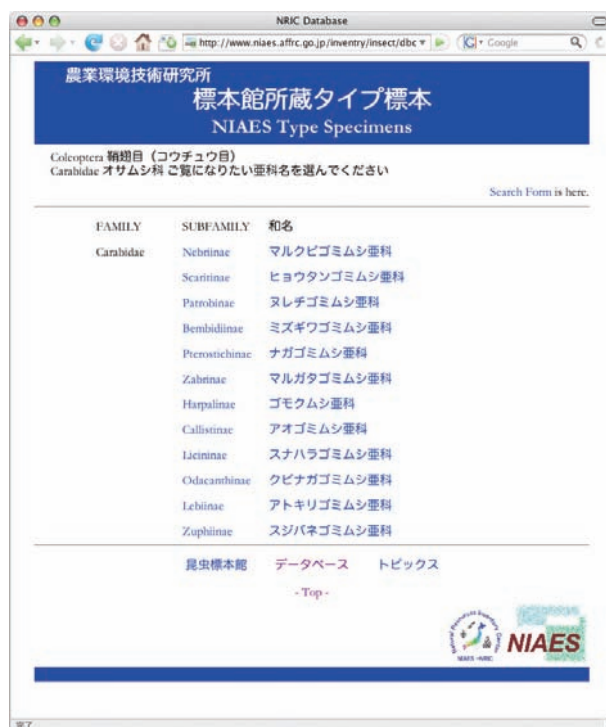 NRIC Database
http://www.niaes.affrc.go.jp/inventry/insect/dbc
Google
農業環境技術研究所
標本館所蔵タイプ標本
NIAES Type Specimens
Coleoptera 鞘翅目（コウチュウ目）
Carabidae オサムシ科 ご覧になりたい亜科名を選んでください
Search Form is here.
FAMILY SUBFAMILY 和名
Carabidae Nebriinae マルクビゴミムシ亜科
Scaritinae ヒョウタンゴミムシ亜科
Patrobinae ヌレチゴミムシ亜科
Bembidiinae ミズギワゴミムシ亜科
Pterostichinae ナガゴミムシ亜科
Zabrinae マルガタゴミムシ亜科
Harpalinae ゴモクムシ亜科
Callistinae アオゴミムシ亜科
Licininae スナハラゴミムシ亜科
Odacanthinae クビナガゴミムシ亜科
Lebiinae アトキリゴミムシ亜科
Zuphiinae スジバネゴミムシ亜科
昆虫標本館 データベース トピックス
- Top -
NIAES
NIAES -NRIC
完了